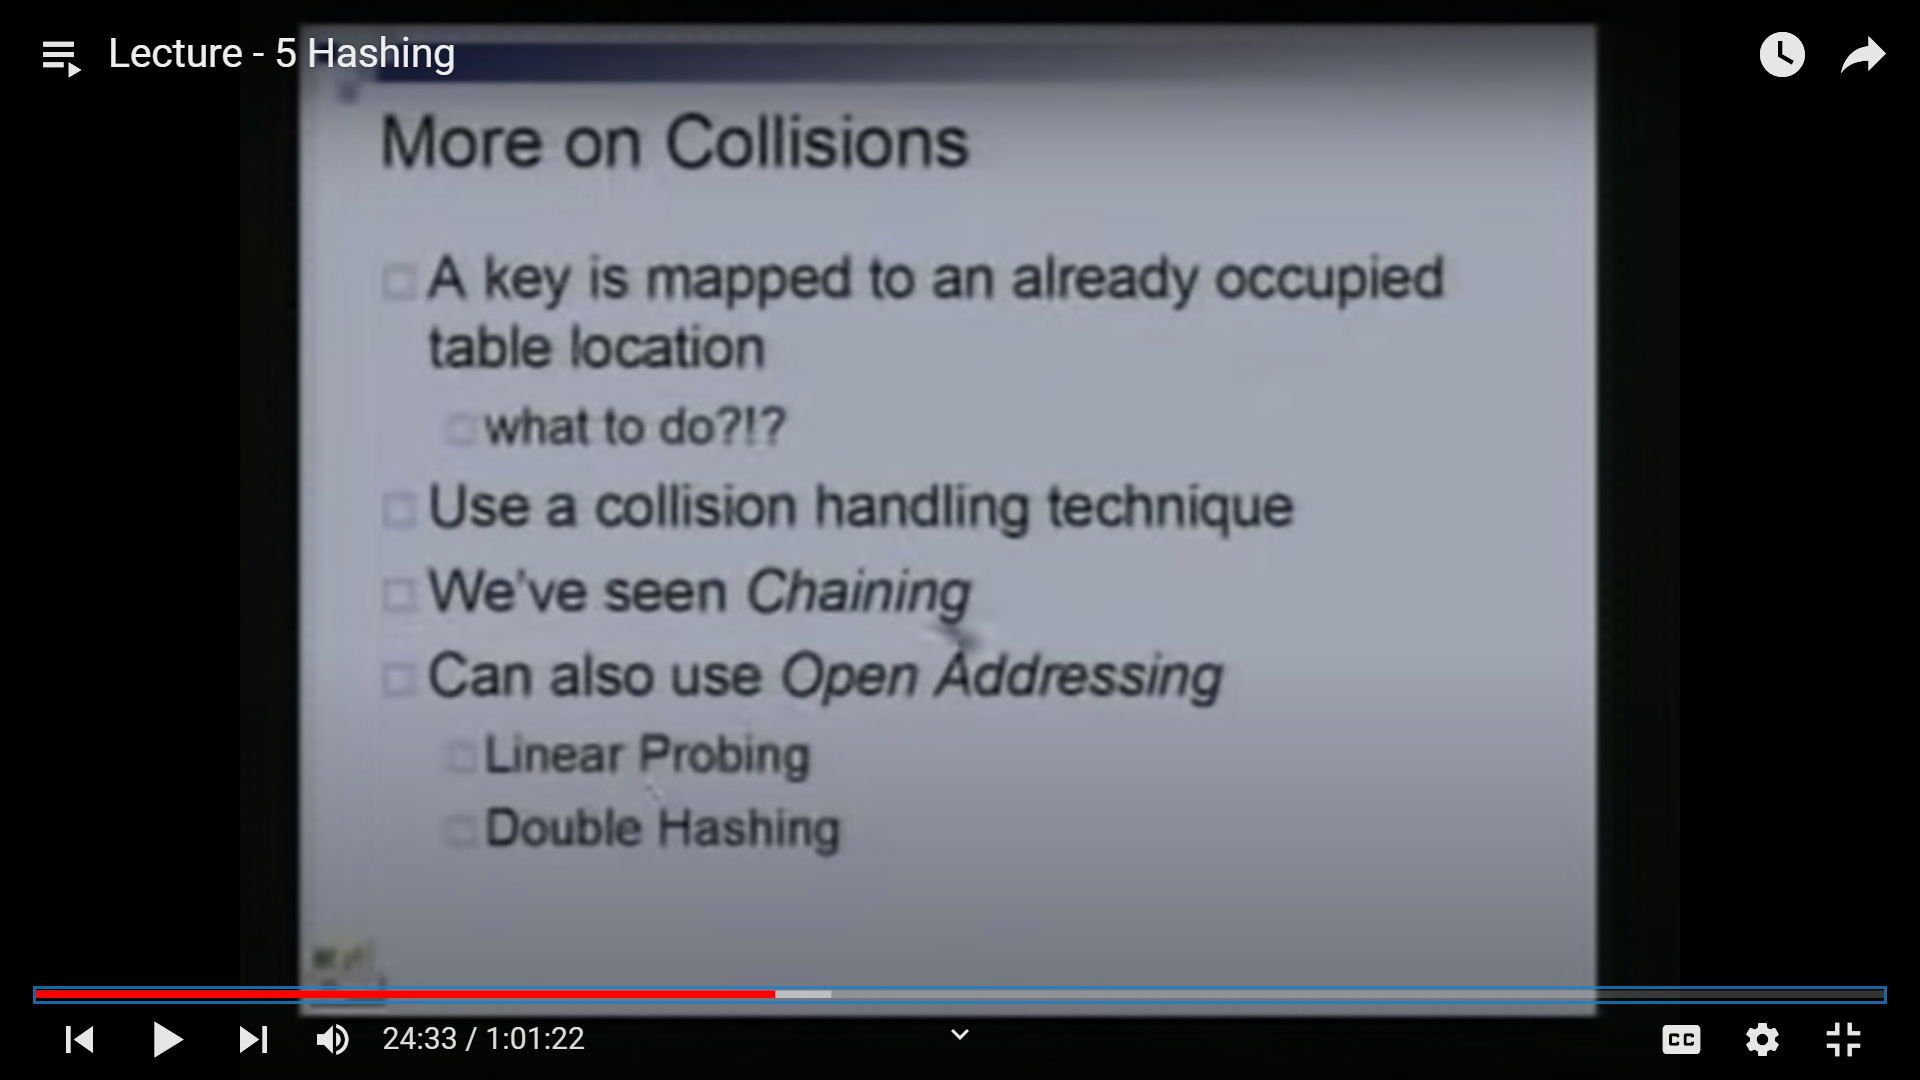 Lecture - 5 Hashing
More on Collisions
A key is mapped to an already occupied
table location
what to do?!?
Use a collision handling technique
We've seen Chaining
Can also use Open Addressing
Linear Probing
Double Hashing
24:33 / 1:01:22
CC